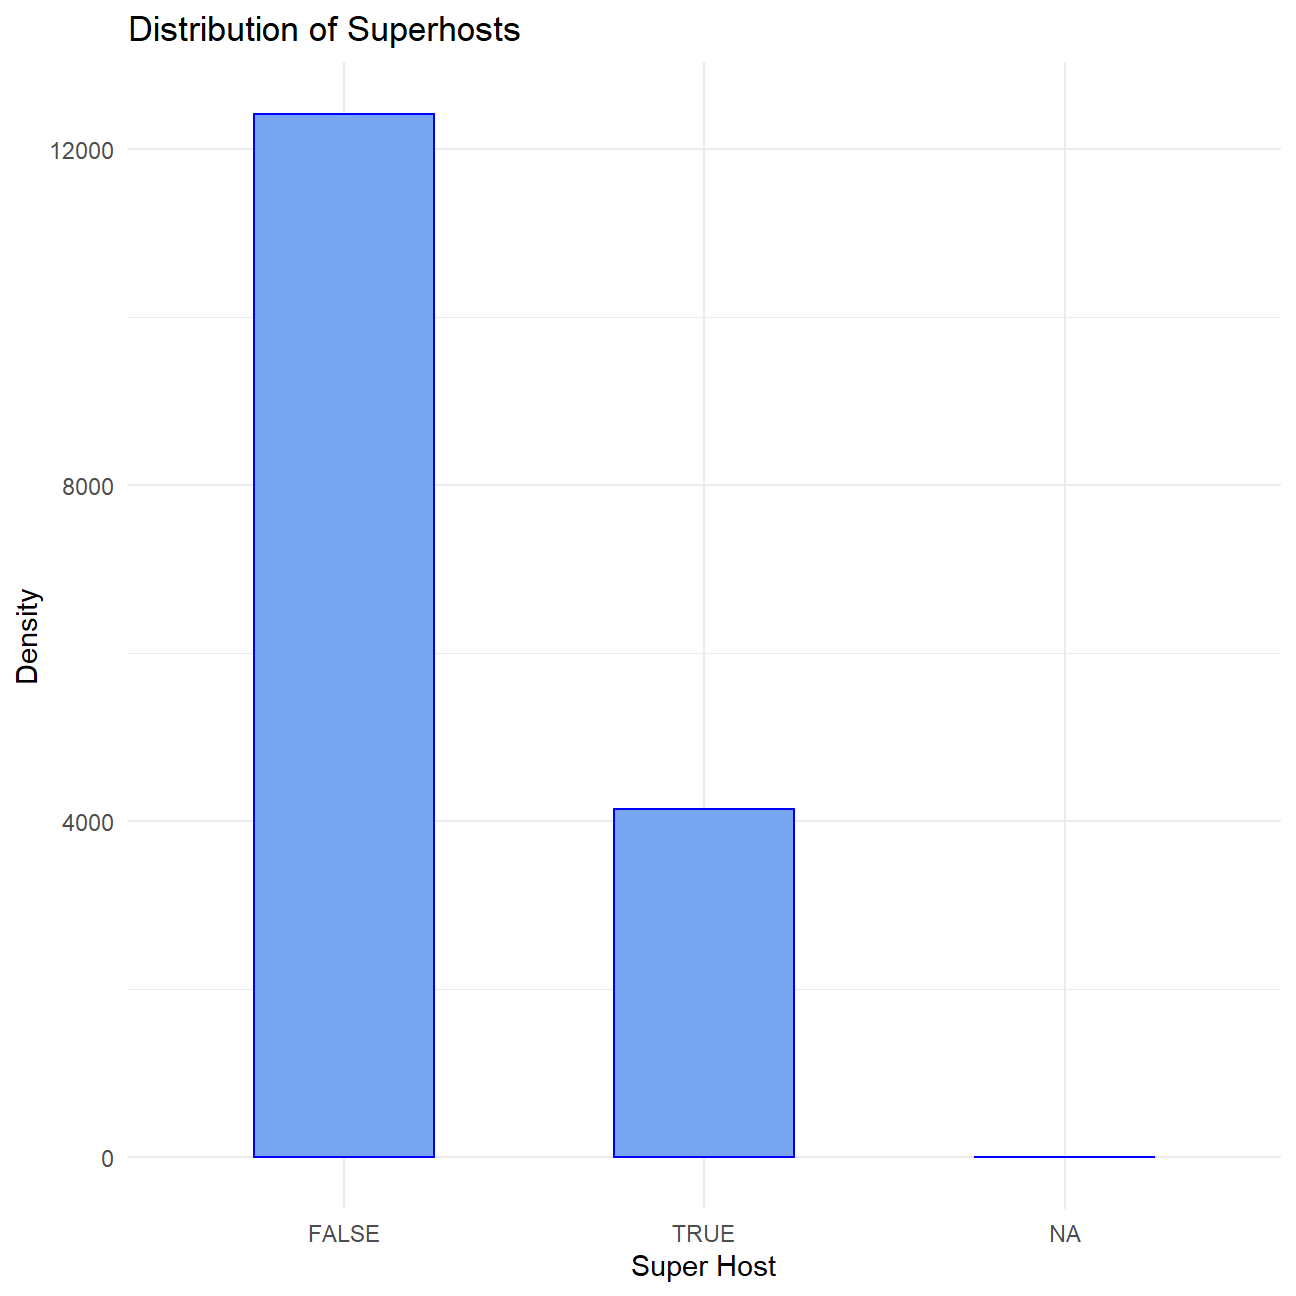 Distribution of Superhosts
12000
8000
4000
0
Density
FALSE
TRUE
NA
Super Host